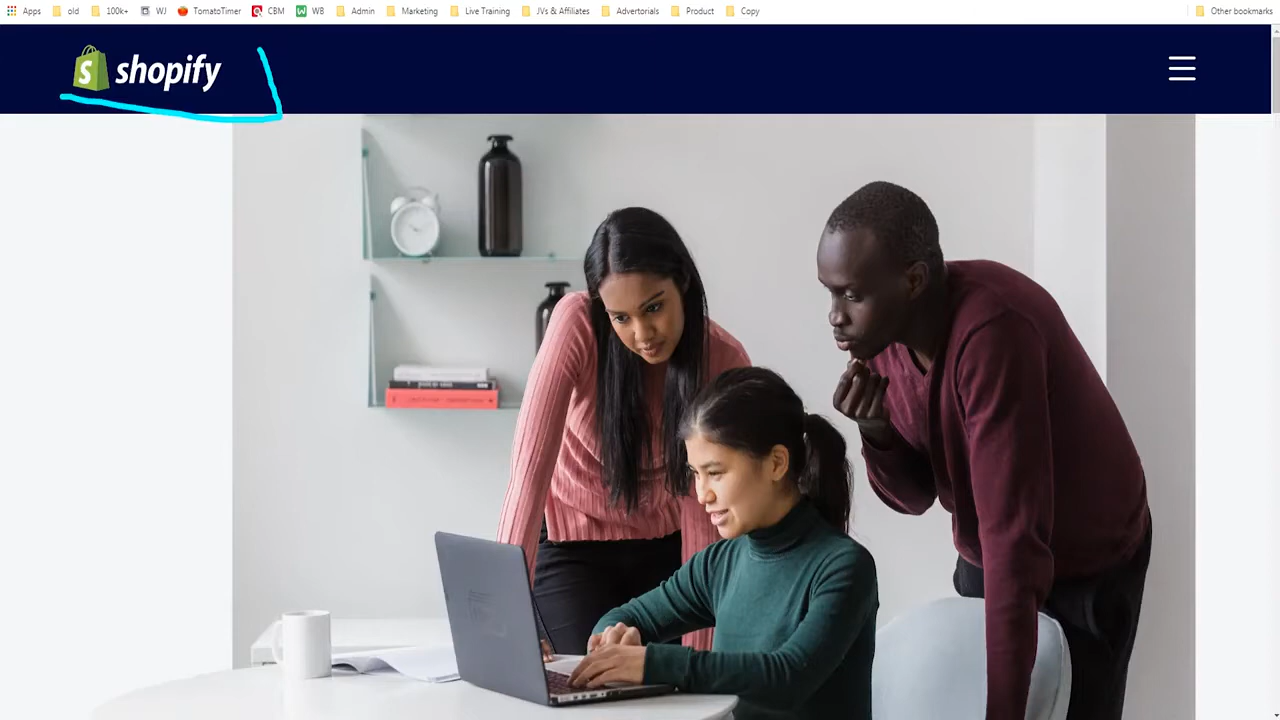 Apps old 100k+ WJ TomatoTimer CBM WB Admin Marketing Live Training JVs & Affiliates Advertorials Product Copy Other bookmarks
shopify